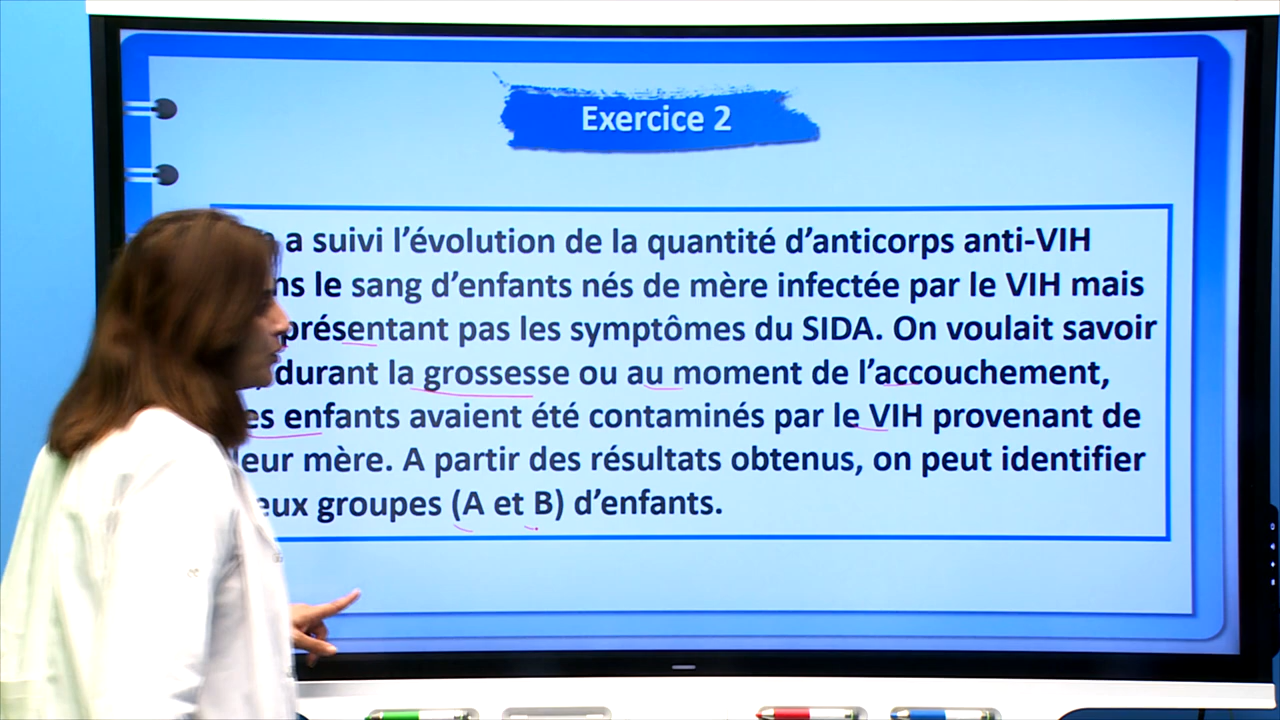 Exercice 2
a suivi l'évolution de la quantité d'anticorps anti-VIH
le sang d'enfants nés de mère infectée par le VIH mais
présentant pas les symptômes du SIDA. On voulait savoir
durant la grossesse ou au moment de l'accouchement,
enfants avaient été contaminés par le VIH provenant de
leur mère. A partir des résultats obtenus, on peut identifier
groupes (A et B) d'enfants.